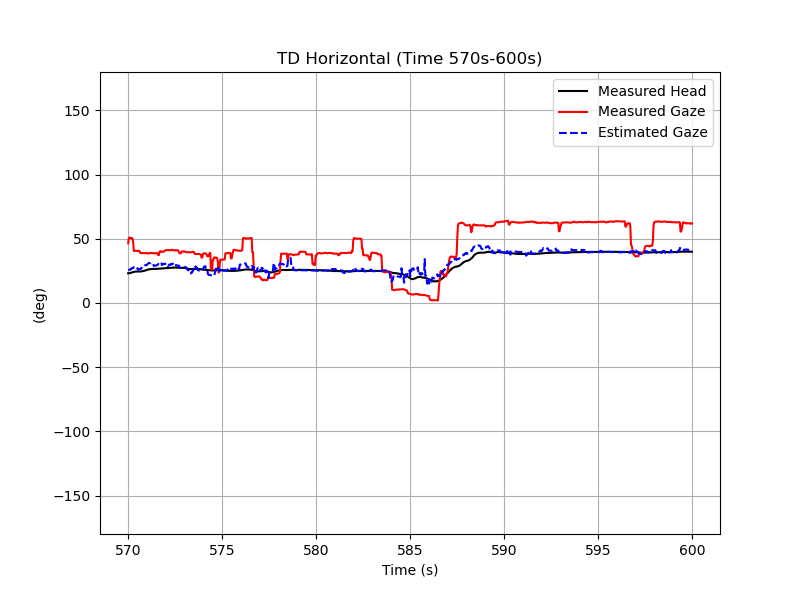 TD Horizontal (Time 570s-600s)
Measured Head
Measured Gaze
Estimated Gaze
150
100
50
0
−50
−100
−150
(deg)
570 575 580 585 590 595 600
Time (s)